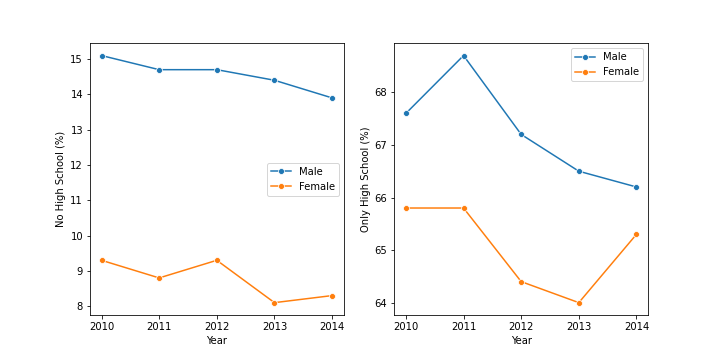 No High School (%)
15
14
13
12
11
10
9
8
Male
Female
2010 2011 2012 2013 2014
Year
Only High School (%)
68
67
66
65
64
Male
Female
2010 2011 2012 2013 2014
Year